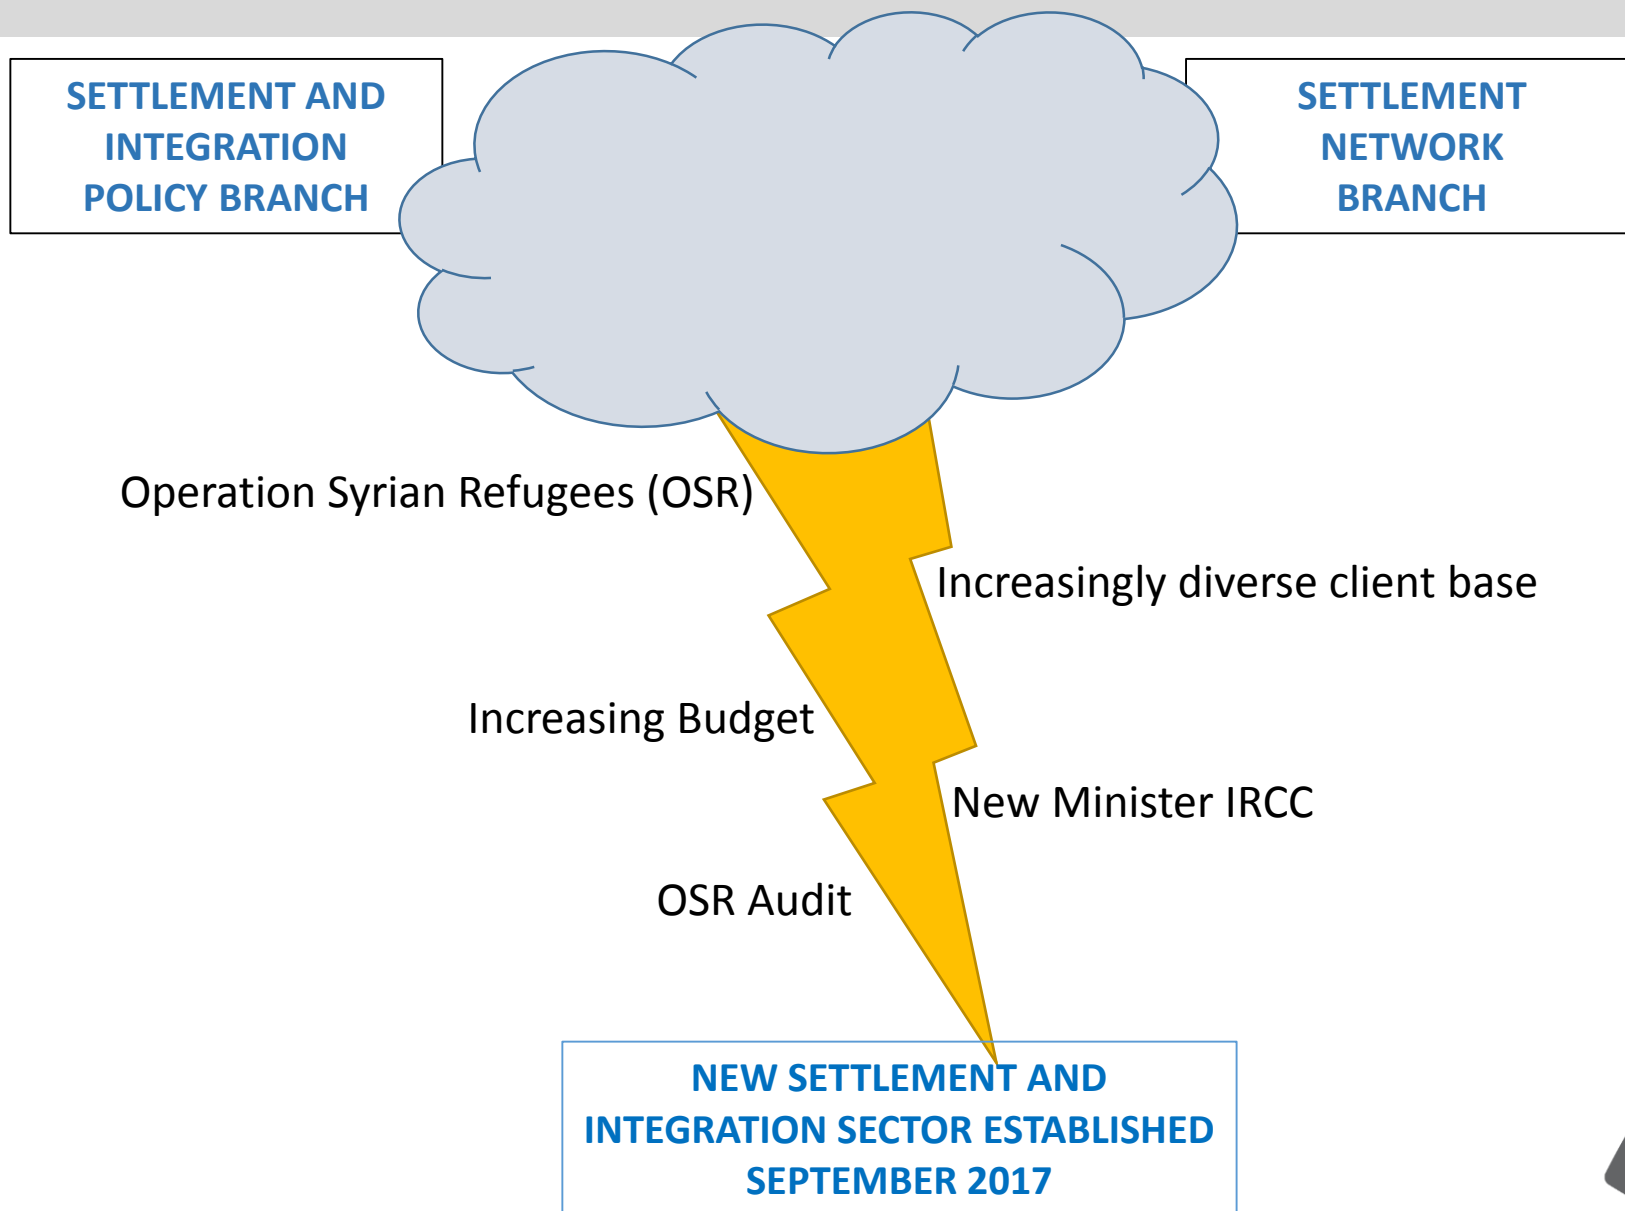 SETTLEMENT AND
INTEGRATION
POLICY BRANCH
SETTLEMENT
NETWORK
BRANCH
Operation Syrian Refugees (OSR)
Increasingly diverse client base
Increasing Budget
New Minister IRCC
OSR Audit
NEW SETTLEMENT AND
INTEGRATION SECTOR ESTABLISHED
SEPTEMBER 2017